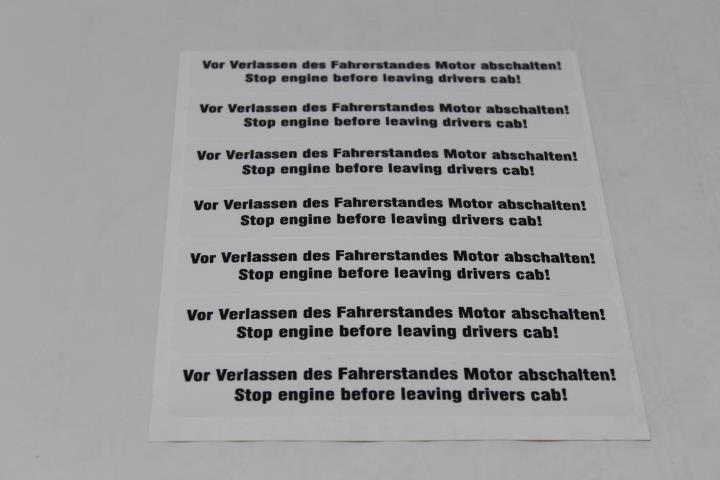 Vor Verlassen des Fahrerstandes Motor abschalten!
Stop engine before leaving drivers cab!
Vor Verlassen des Fahrerstandes Motor abschalten!
Stop engine before leaving drivers cab!
Vor Verlassen des Fahrerstandes Motor abschalten!
Stop engine before leaving drivers cab!
Vor Verlassen des Fahrerstandes Motor abschalten!
Stop engine before leaving drivers cab!
Vor Verlassen des Fahrerstandes Motor abschalten!
Stop engine before leaving drivers cab!
Vor Verlassen des Fahrerstandes Motor abschalten!
Stop engine before leaving drivers cab!
Vor Verlassen des Fahrerstandes Motor abschalten!
Stop engine before leaving drivers cab!